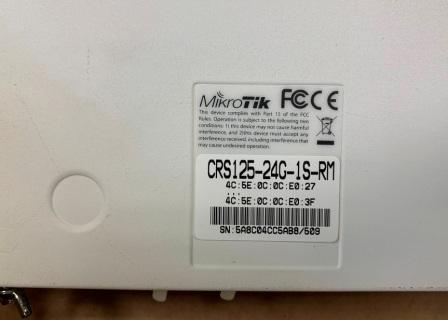 MikroTik FC CE
This device complies with Part 15 of the FCC
Rules. Operation is subject to the following two
conditions: 1) this device may not cause harmful
interference, and 2)this device must accept any
interference received, including interference that
may cause undesired operation.
CRS125-24G-1S-RM
4C:5E:0C:0C:E0:27
...
4C:5E:0C:0C:E0:3F
SN:5A8C04CC5AB8/509